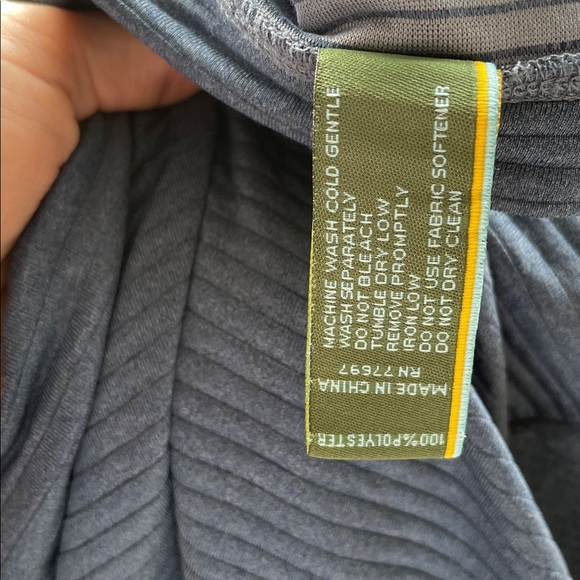 100%POLYESTER
MADE IN CHINA
RN 77697
MACHINE WASH COLD GENTLE
WASH SEPARATELY
DO NOT BLEACH
TUMBLE DRY LOW
REMOVE PROMPTLY
IRON LOW
DO NOT USE FABRIC SOFTENER
DO NOT DRY CLEAN